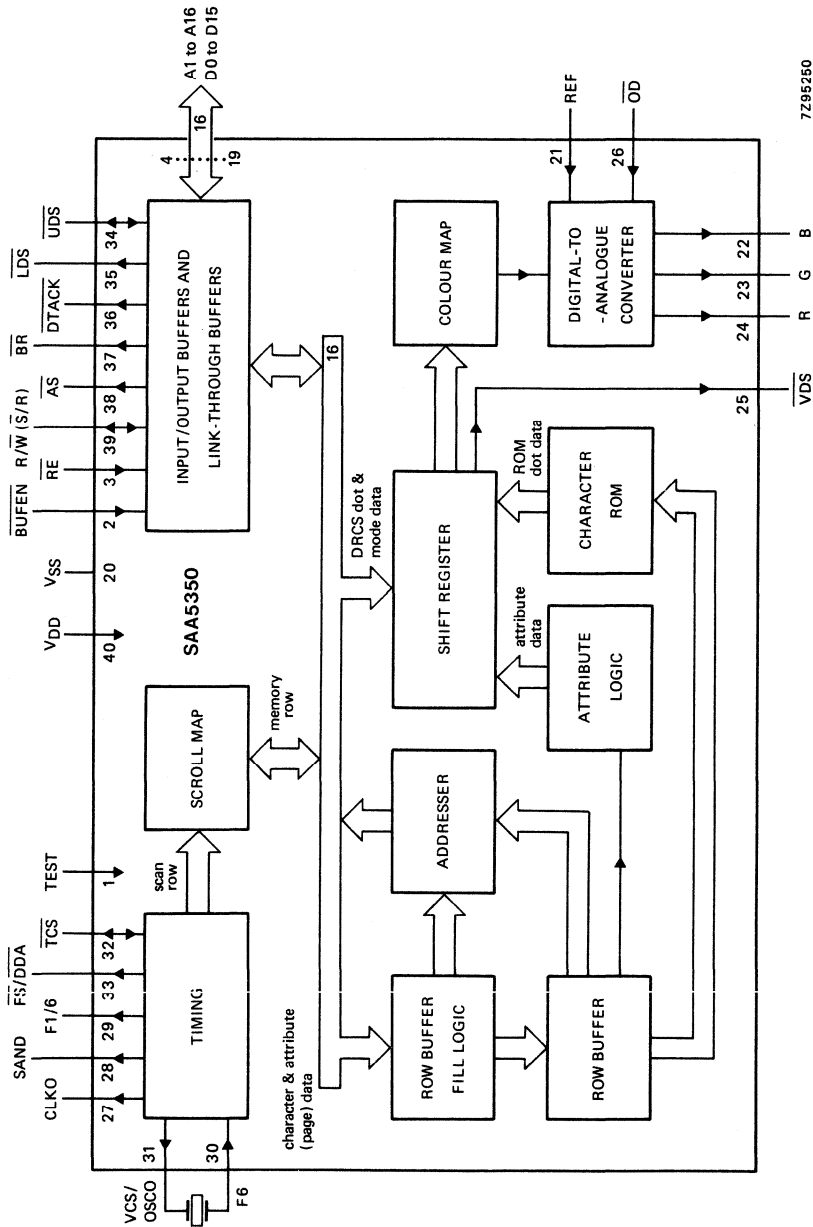 A1 to A16
D0 to D15
16
4
19
UDS
34
LDS
35
DTACK
36
BR
37
AS
38
R/W (S/R)
39
RE
3
BUFEN
2
INPUT/OUTPUT BUFFERS AND
LINK-THROUGH BUFFERS
VSS
20
VDD
40
SAA5350
TEST
1
TCS
32
FS/DDA
33
F1/6
29
SAND
28
CLKO
27
TIMING
31
30
VCS/
OSCO
F6
scan
row
SCROLL MAP
memory
row
16
character & attribute
(page) data
DRCS dot &
mode data
ROW BUFFER
FILL LOGIC
ADDRESSER
SHIFT REGISTER
COLOUR MAP
ROW BUFFER
attribute
data
ATTRIBUTE
LOGIC
ROM
dot data
CHARACTER
ROM
DIGITAL-TO
-ANALOGUE
CONVERTER
REF
21
OD
26
22
B
23
G
24
R
25
VDS
7Z95250